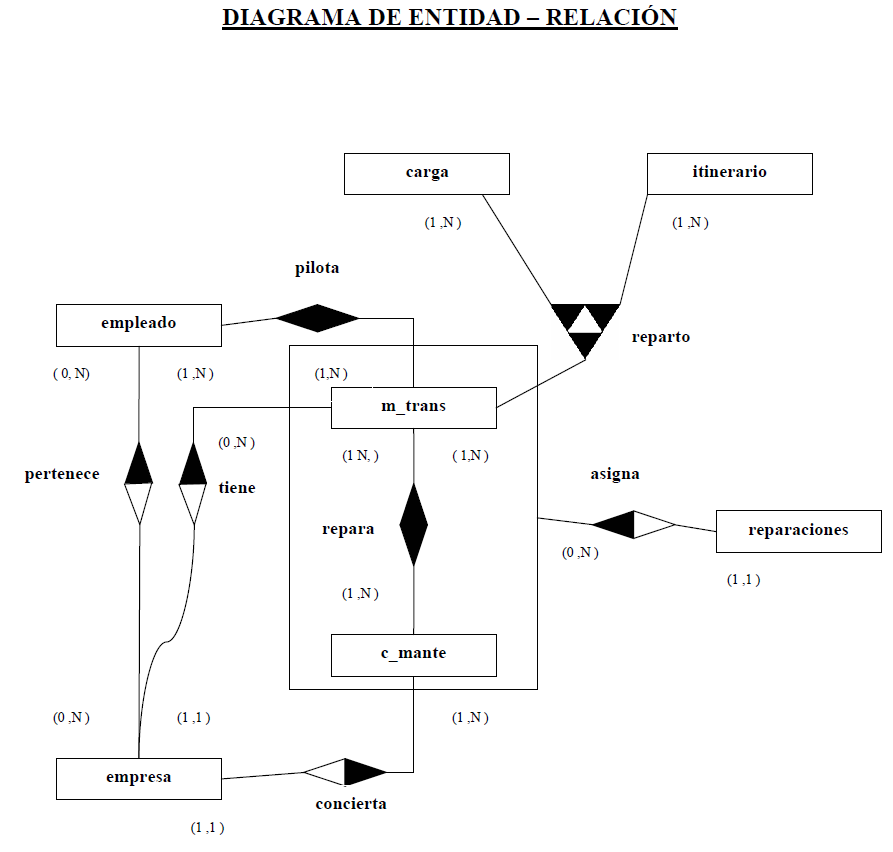 DIAGRAMA DE ENTIDAD – RELACIÓN
carga
itinerario
(1 ,N )
(1 ,N )
pilota
empleado
reparto
( 0, N)
(1 ,N )
(1,N )
m_trans
(0 ,N )
(1 N, )
( 1,N )
pertenece
tiene
asigna
repara
reparaciones
(0 ,N )
(1 ,1 )
(1 ,N )
c_mante
(0 ,N )
(1 ,1 )
(1 ,N )
empresa
concierta
(1 ,1 )